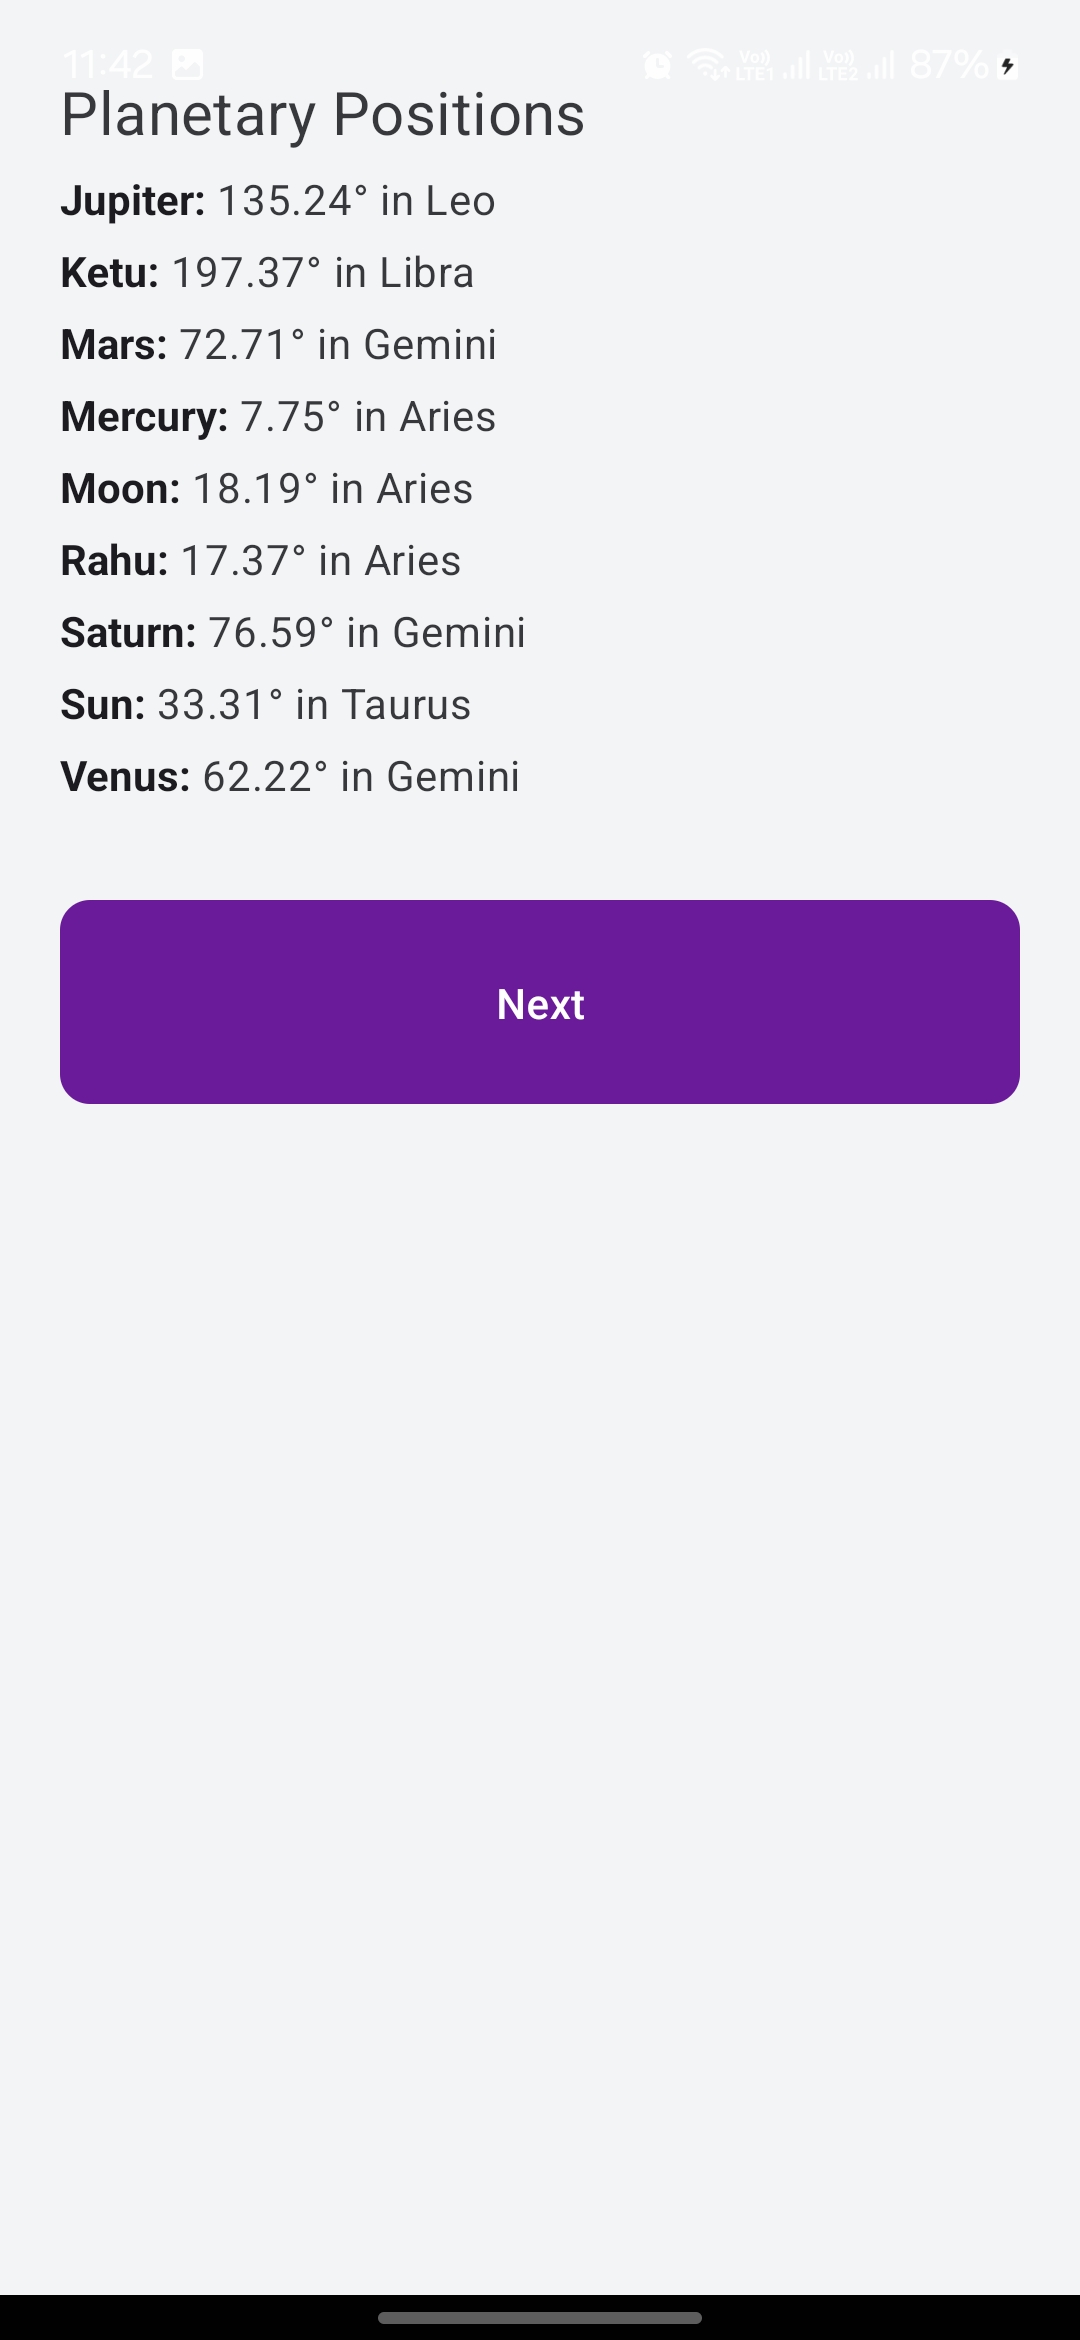 11:42 Vo)) LTE1 Vo)) LTE2 87%
Planetary Positions
Jupiter: 135.24° in Leo
Ketu: 197.37° in Libra
Mars: 72.71° in Gemini
Mercury: 7.75° in Aries
Moon: 18.19° in Aries
Rahu: 17.37° in Aries
Saturn: 76.59° in Gemini
Sun: 33.31° in Taurus
Venus: 62.22° in Gemini
Next